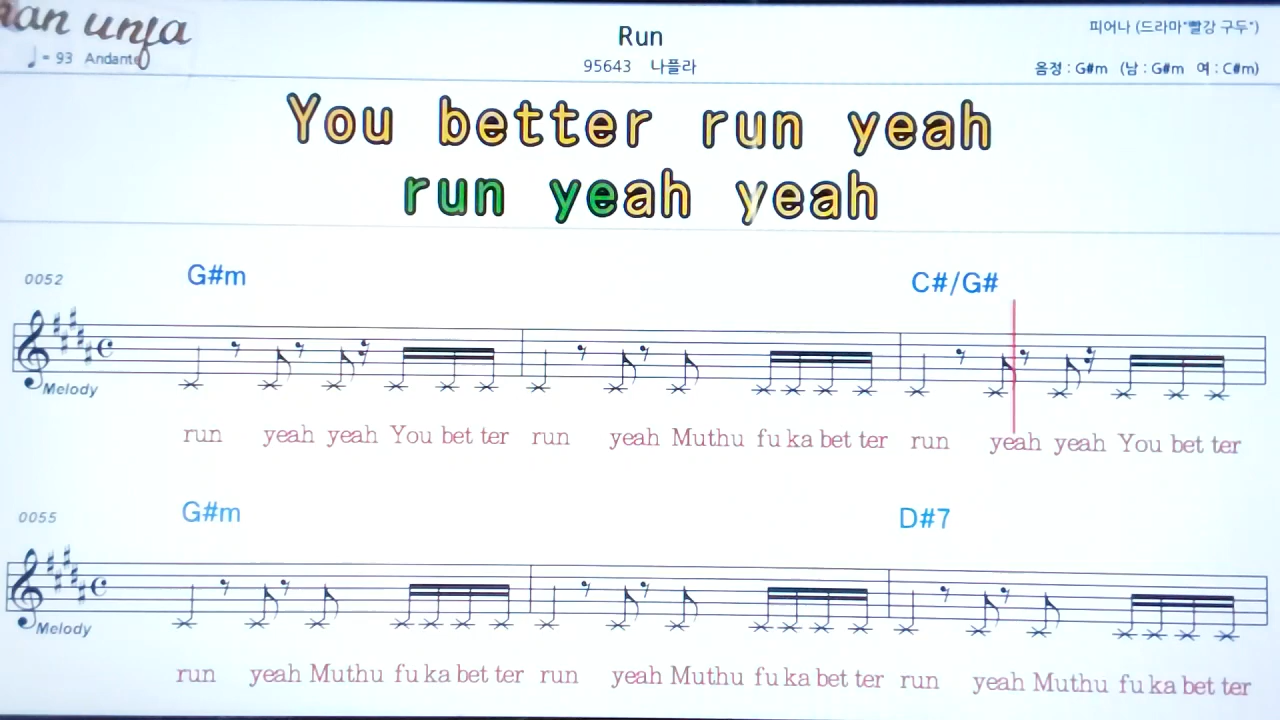 Run
피어나 (드라마"빨강 구두")
♩ = 93 Andante
95643 나플라
음정 : G#m (남 : G#m 여 : C#m)
You better run yeah
run yeah yeah
0052
G#m C#/G#
Melody
run yeah yeah You bet ter run yeah Muthu fu ka bet ter run yeah yeah You bet ter
0055
G#m D#7
Melody
run yeah Muthu fu ka bet ter run yeah Muthu fu ka bet ter run yeah Muthu fu ka bet ter